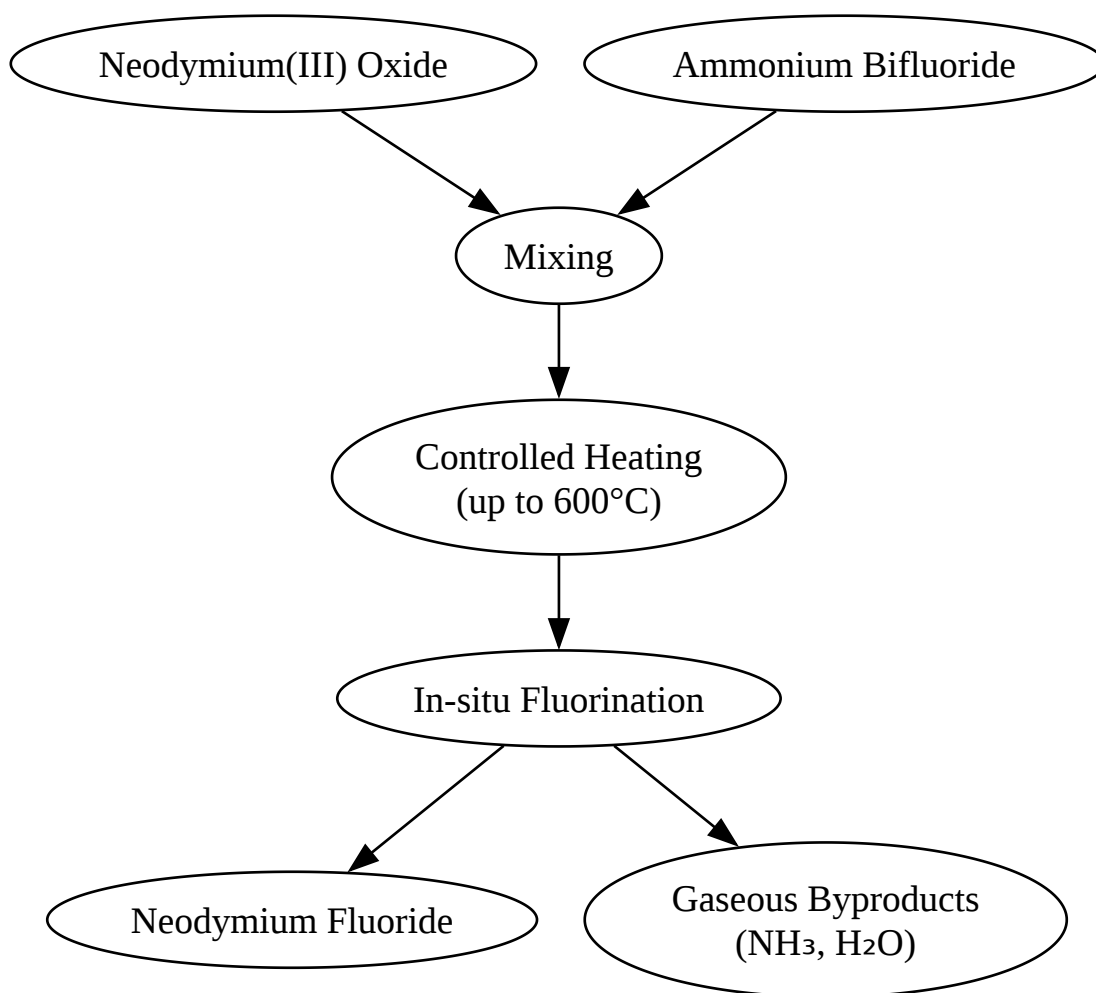 Neodymium(III) Oxide
Ammonium Bifluoride
Mixing
Controlled Heating
(up to 600°C)
In-situ Fluorination
Neodymium Fluoride
Gaseous Byproducts
(NH₃, H₂O)